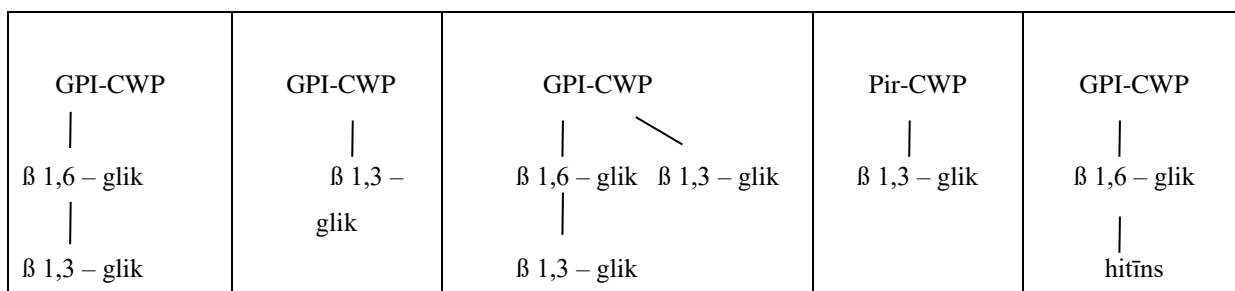 GPI-CWP
ß 1,6 – glik
ß 1,3 – glik
GPI-CWP
ß 1,3 –
glik
GPI-CWP
ß 1,6 – glik ß 1,3 – glik
ß 1,3 – glik
Pir-CWP
ß 1,3 – glik
GPI-CWP
ß 1,6 – glik
hitīns